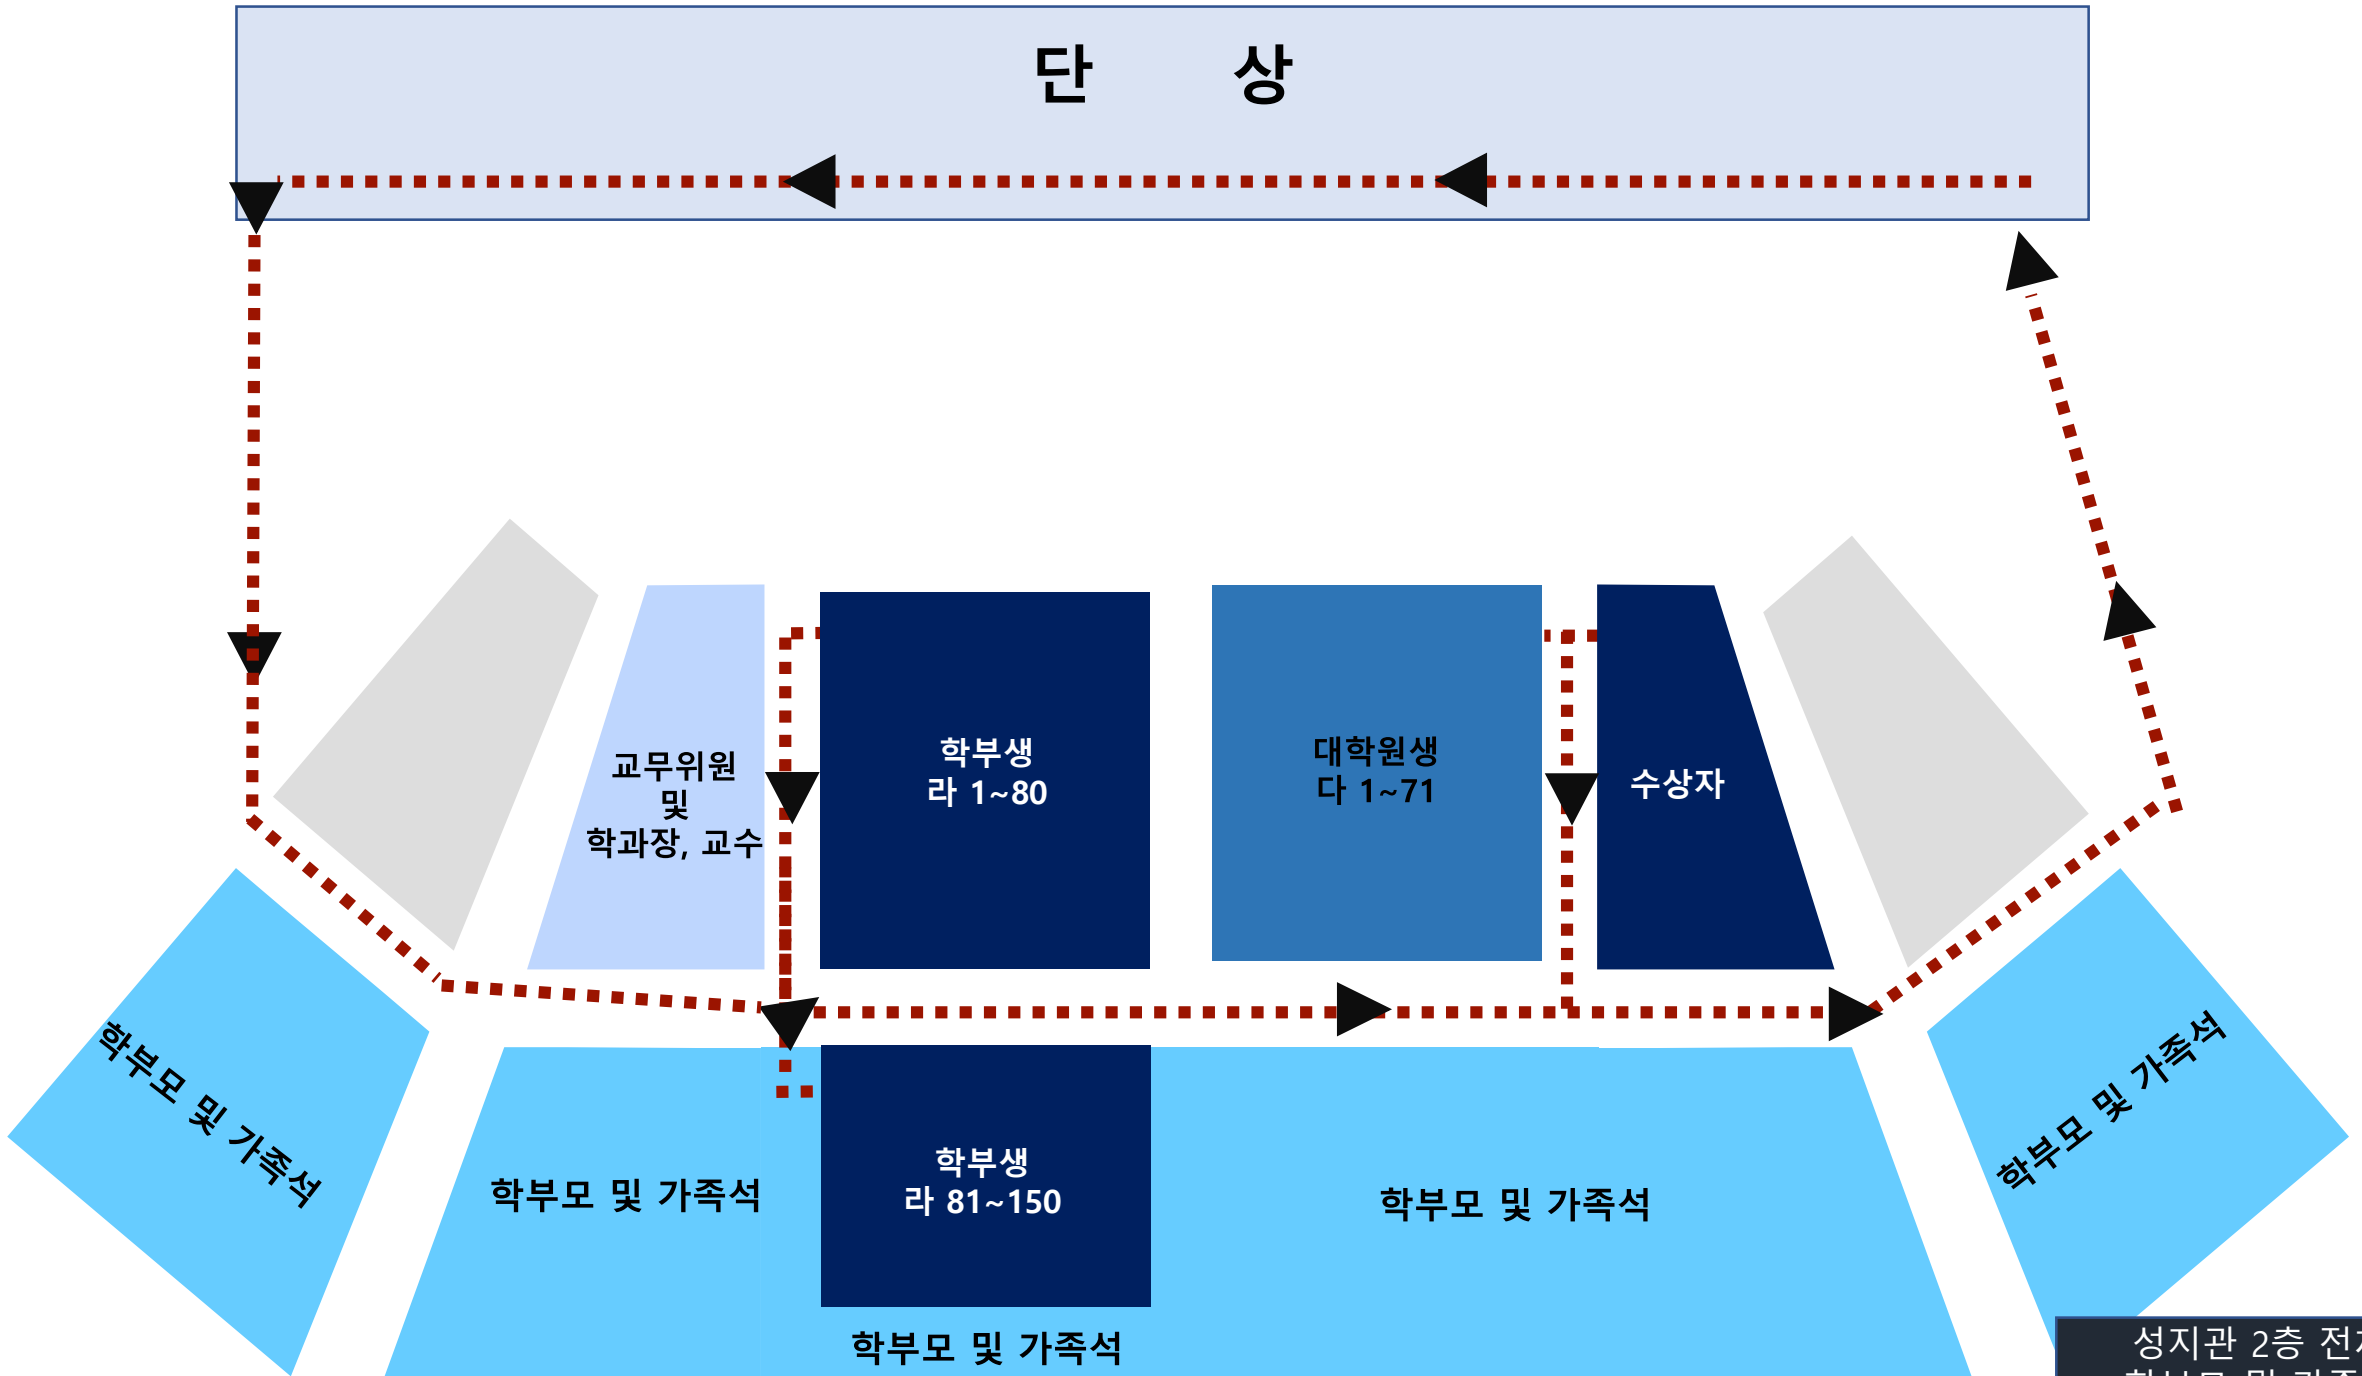 단 상
교무위원
및
학과장, 교수
학부생
라 1~80
대학원생
다 1~71
수상자
학부모 및 가족석
학부모 및 가족석
학부생
라 81~150
학부모 및 가족석
학부모 및 가족석
학부모 및 가족석
성지관 2층